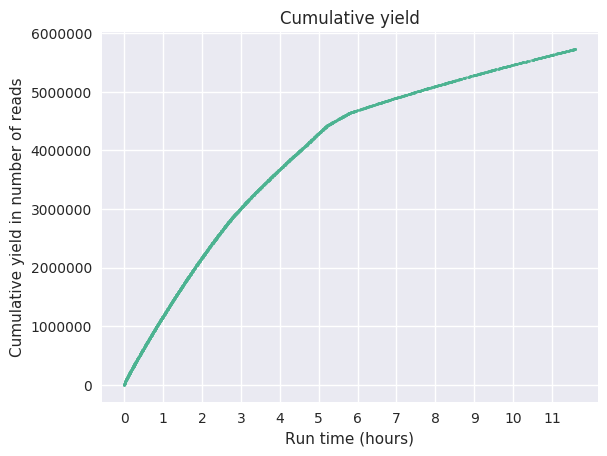 Cumulative yield
6000000
5000000
4000000
3000000
2000000
1000000
0
Cumulative yield in number of reads
0 1 2 3 4 5 6 7 8 9 10 11
Run time (hours)